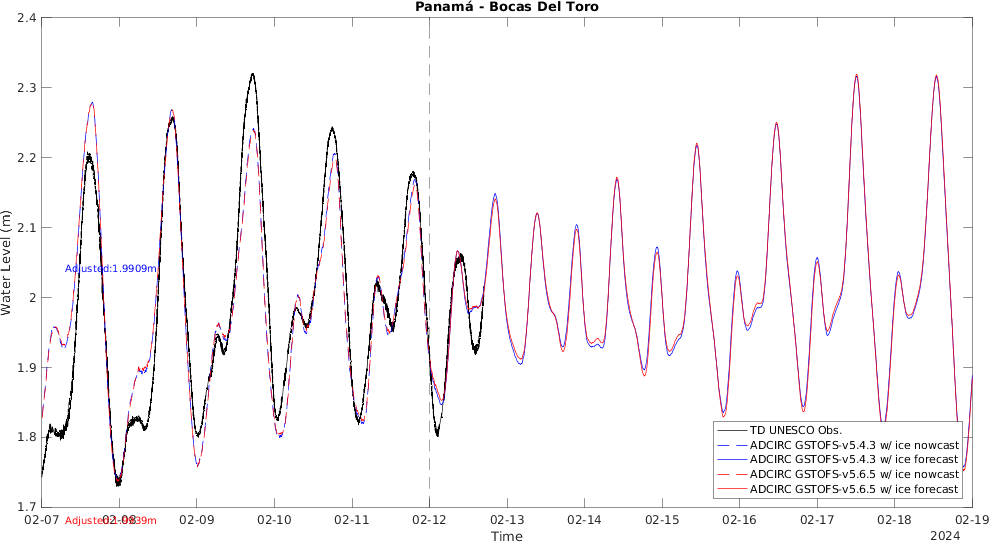 Panamá - Bocas Del Toro
2.4
2.3
2.2
2.1
2
1.9
1.8
1.7
Water Level (m)
Adjusted:1.9909m
TD UNESCO Obs.
ADCIRC GSTOFS-v5.4.3 w/ ice nowcast
ADCIRC GSTOFS-v5.4.3 w/ ice forecast
ADCIRC GSTOFS-v5.6.5 w/ ice nowcast
ADCIRC GSTOFS-v5.6.5 w/ ice forecast
02-07 02-08 02-09 02-10 02-11 02-12 02-13 02-14 02-15 02-16 02-17 02-18 02-19
Time
2024